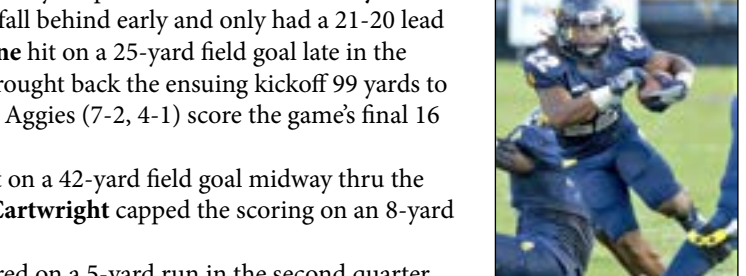 fall behind early and only had a 21-20 lead
ne hit on a 25-yard field goal late in the
rought back the ensuing kickoff 99 yards to
Aggies (7-2, 4-1) score the game's final 16
on a 42-yard field goal midway thru the
Cartwright capped the scoring on an 8-yard
red on a 5-yard run in the second quarter